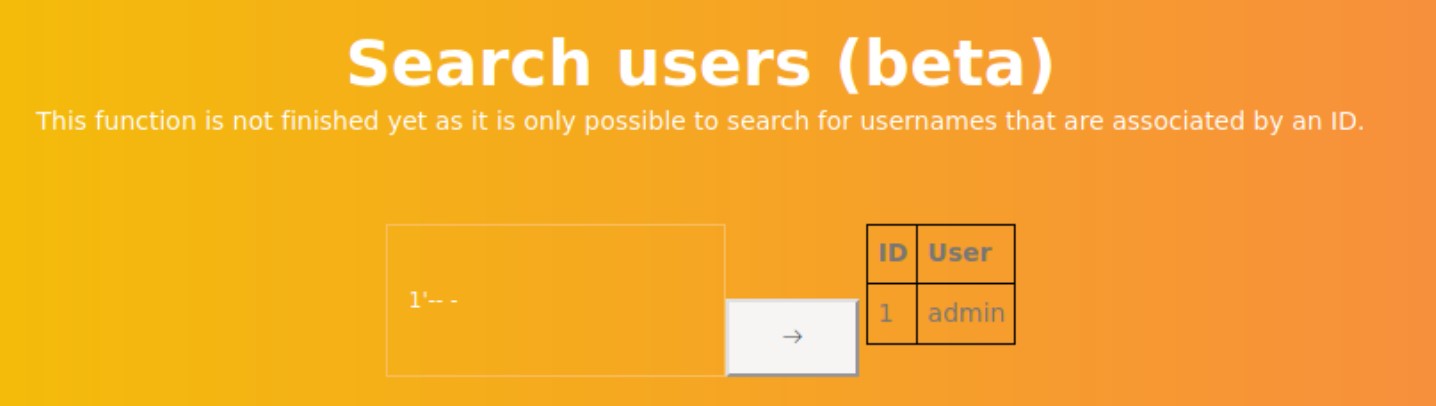 Search users (beta)
This function is not finished yet as it is only possible to search for usernames that are associated by an ID.
1'-- -
→
ID User
1 admin